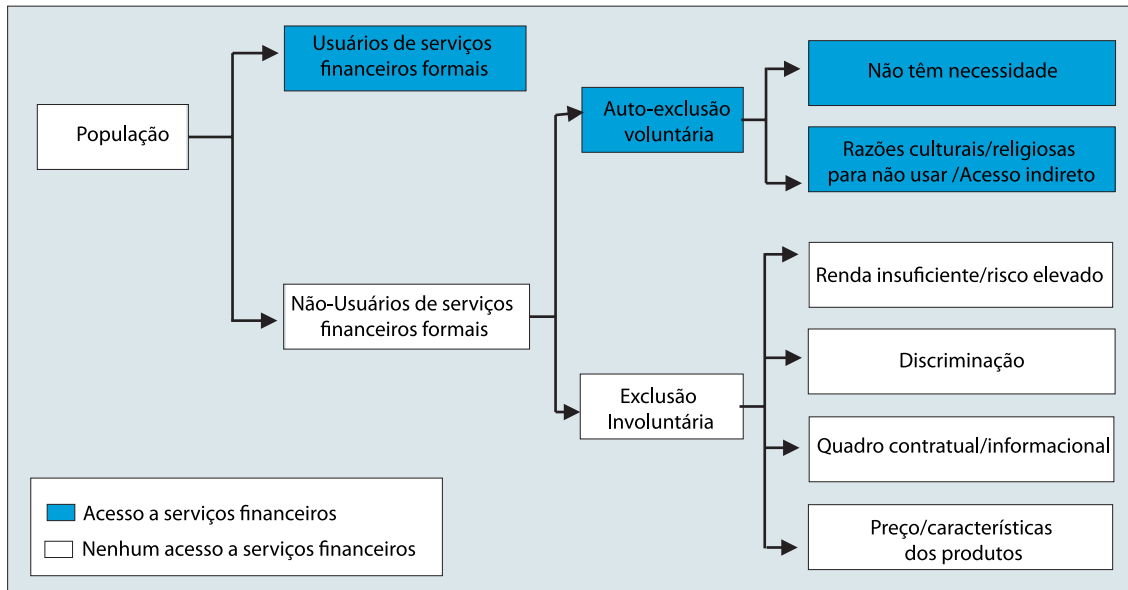 Usuários de serviços
financeiros formais
População
Não-Usuários de serviços
financeiros formais
Auto-exclusão
voluntária
Não têm necessidade
Razões culturais/religiosas
para não usar /Acesso indireto
Exclusão
Involuntária
Renda insuficiente/risco elevado
Discriminação
Quadro contratual/informacional
Preço/características
dos produtos
Acesso a serviços financeiros
Nenhum acesso a serviços financeiros